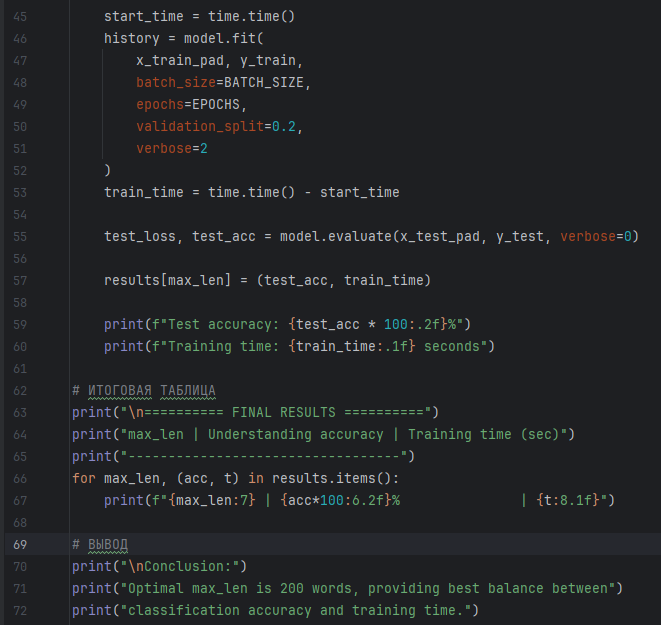 45 start_time = time.time()
46 history = model.fit(
47 x_train_pad, y_train,
48 batch_size=BATCH_SIZE,
49 epochs=EPOCHS,
50 validation_split=0.2,
51 verbose=2
52 )
53 train_time = time.time() - start_time
54
55 test_loss, test_acc = model.evaluate(x_test_pad, y_test, verbose=0)
56
57 results[max_len] = (test_acc, train_time)
58
59 print(f"Test accuracy: {test_acc * 100:.2f}%")
60 print(f"Training time: {train_time:.1f} seconds")
61
62 # ИТОГОВАЯ ТАБЛИЦА
63 print("\n========== FINAL RESULTS ==========")
64 print("max_len | Understanding accuracy | Training time (sec)")
65 print("----------------------------------")
66 for max_len, (acc, t) in results.items():
67 print(f"{max_len:7} | {acc*100:6.2f}% | {t:8.1f}")
68
69 # ВЫВОД
70 print("\nConclusion:")
71 print("Optimal max_len is 200 words, providing best balance between")
72 print("classification accuracy and training time.")